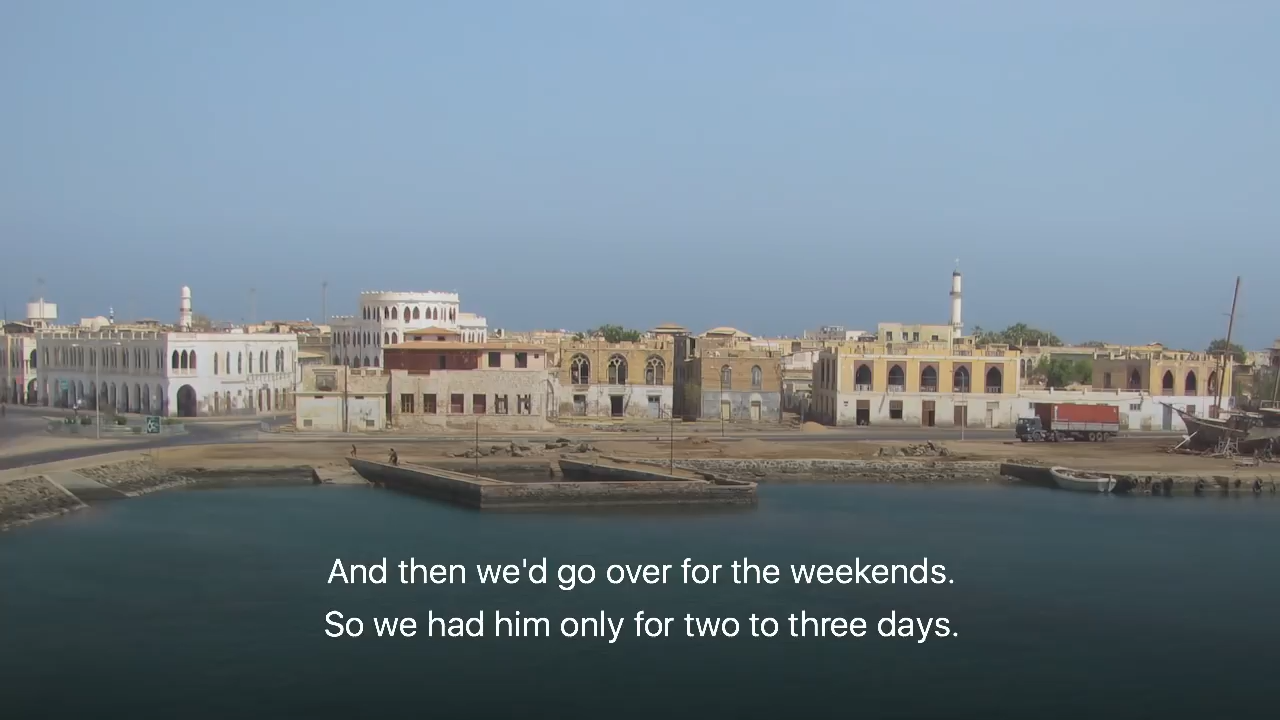 And then we'd go over for the weekends.
So we had him only for two to three days.